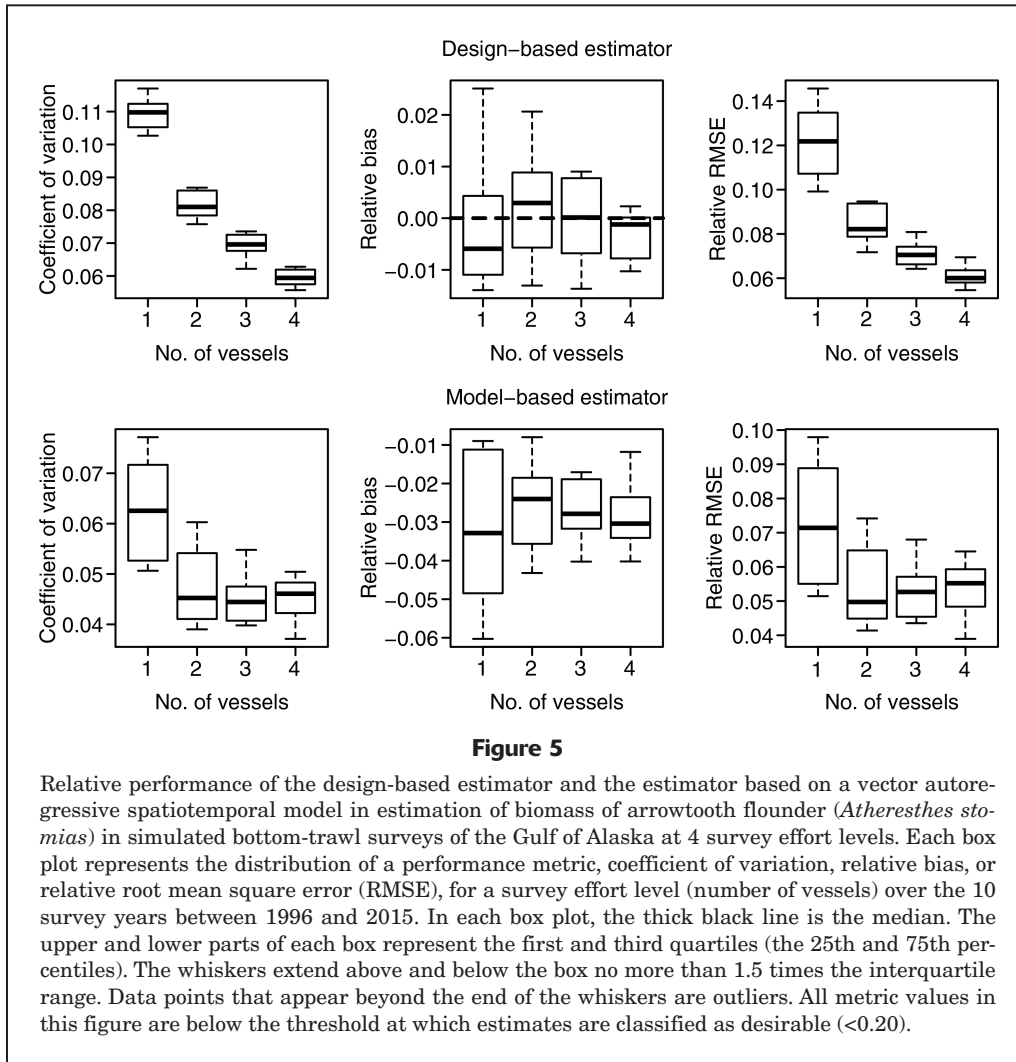 Design–based estimator
Coefficient of variation
0.11
0.10
0.09
0.08
0.07
0.06
1 2 3 4
No. of vessels
Relative bias
0.02
0.01
0.00
−0.01
1 2 3 4
No. of vessels
Relative RMSE
0.14
0.12
0.10
0.08
0.06
1 2 3 4
No. of vessels
Model–based estimator
Coefficient of variation
0.07
0.06
0.05
0.04
1 2 3 4
No. of vessels
Relative bias
−0.01
−0.02
−0.03
−0.04
−0.05
−0.06
1 2 3 4
No. of vessels
Relative RMSE
0.10
0.09
0.08
0.07
0.06
0.05
0.04
1 2 3 4
No. of vessels
Figure 5
Relative performance of the design-based estimator and the estimator based on a vector autore-
gressive spatiotemporal model in estimation of biomass of arrowtooth flounder (Atheresthes sto-
mias) in simulated bottom-trawl surveys of the Gulf of Alaska at 4 survey effort levels. Each box
plot represents the distribution of a performance metric, coefficient of variation, relative bias, or
relative root mean square error (RMSE), for a survey effort level (number of vessels) over the 10
survey years between 1996 and 2015. In each box plot, the thick black line is the median. The
upper and lower parts of each box represent the first and third quartiles (the 25th and 75th per-
centiles). The whiskers extend above and below the box no more than 1.5 times the interquartile
range. Data points that appear beyond the end of the whiskers are outliers. All metric values in
this figure are below the threshold at which estimates are classified as desirable (<0.20).